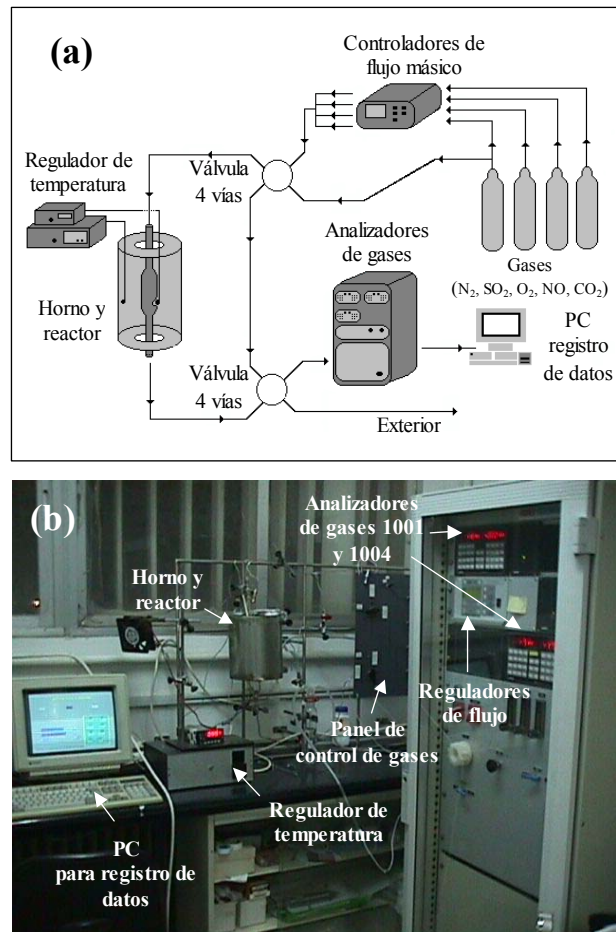 (a)
Controladores de
flujo másico
Regulador de
temperatura
Válvula
4 vías
Analizadores
de gases
Gases
(N₂, SO₂, O₂, NO, CO₂)
Horno y
reactor
PC
registro
de datos
Válvula
4 vías
Exterior
(b)
Analizadores
de gases 1001
y 1004
Horno y
reactor
Reguladores
de flujo
Panel de
control de gases
Regulador de
temperatura
PC
para registro de
datos